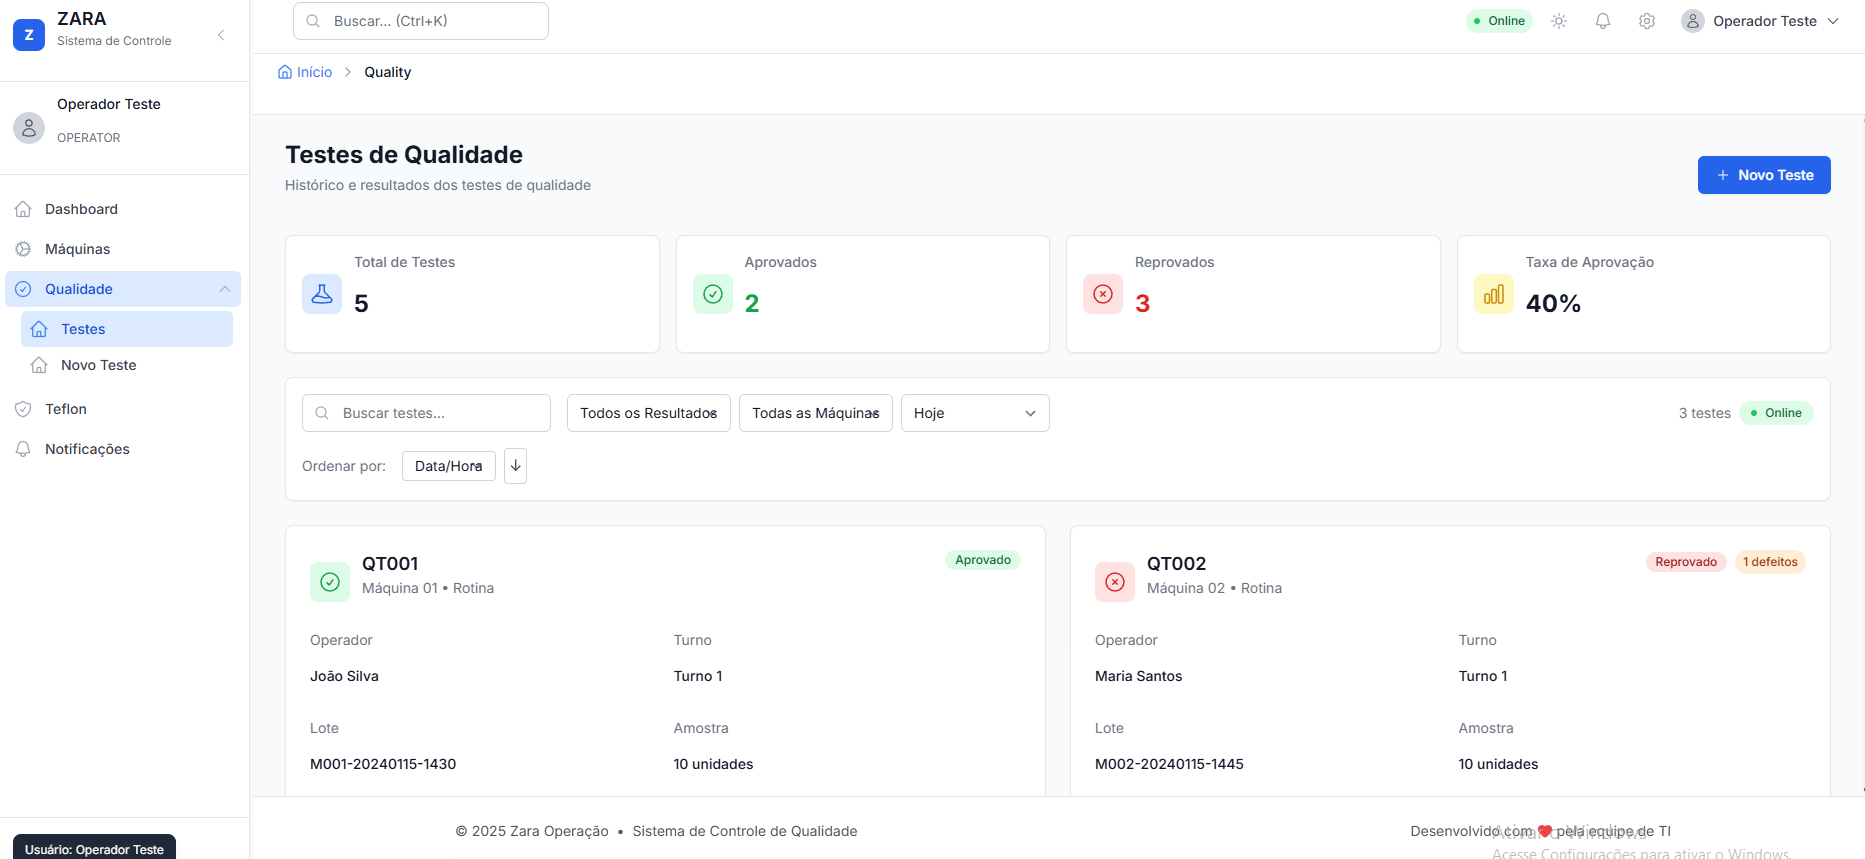 Z
ZARA
Sistema de Controle
Buscar... (Ctrl+K)
Online
Operador Teste
Início
Quality
Operador Teste
OPERATOR
Dashboard
Máquinas
Qualidade
Testes
Novo Teste
Teflon
Notificações
Usuário: Operador Teste
Testes de Qualidade
Histórico e resultados dos testes de qualidade
+ Novo Teste
Total de Testes
5
Aprovados
2
Reprovados
3
Taxa de Aprovação
40%
Buscar testes...
Todos os Resultados
Todas as Máquinas
Hoje
3 testes
Online
Ordenar por:
Data/Hora
QT001
Máquina 01 • Rotina
Aprovado
Operador
Turno
João Silva
Turno 1
Lote
Amostra
M001-20240115-1430
10 unidades
QT002
Máquina 02 • Rotina
Reprovado
1 defeitos
Operador
Turno
Maria Santos
Turno 1
Lote
Amostra
M002-20240115-1445
10 unidades
© 2025 Zara Operação • Sistema de Controle de Qualidade
Desenvolvido com ❤️ pela equipe de TI
Ativar o Windows
Acesse Configurações para ativar o Windows.